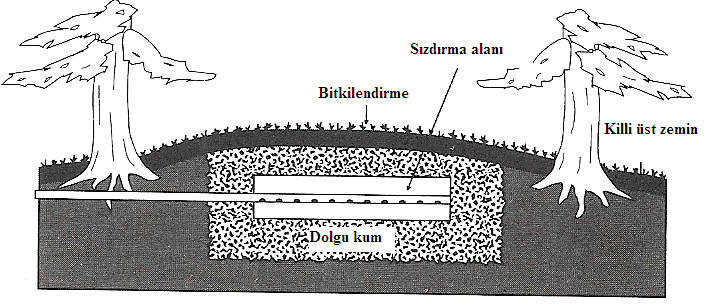 Sızdırma alanı
Bitkilendirme
Killi üst zemin
Dolgu kum